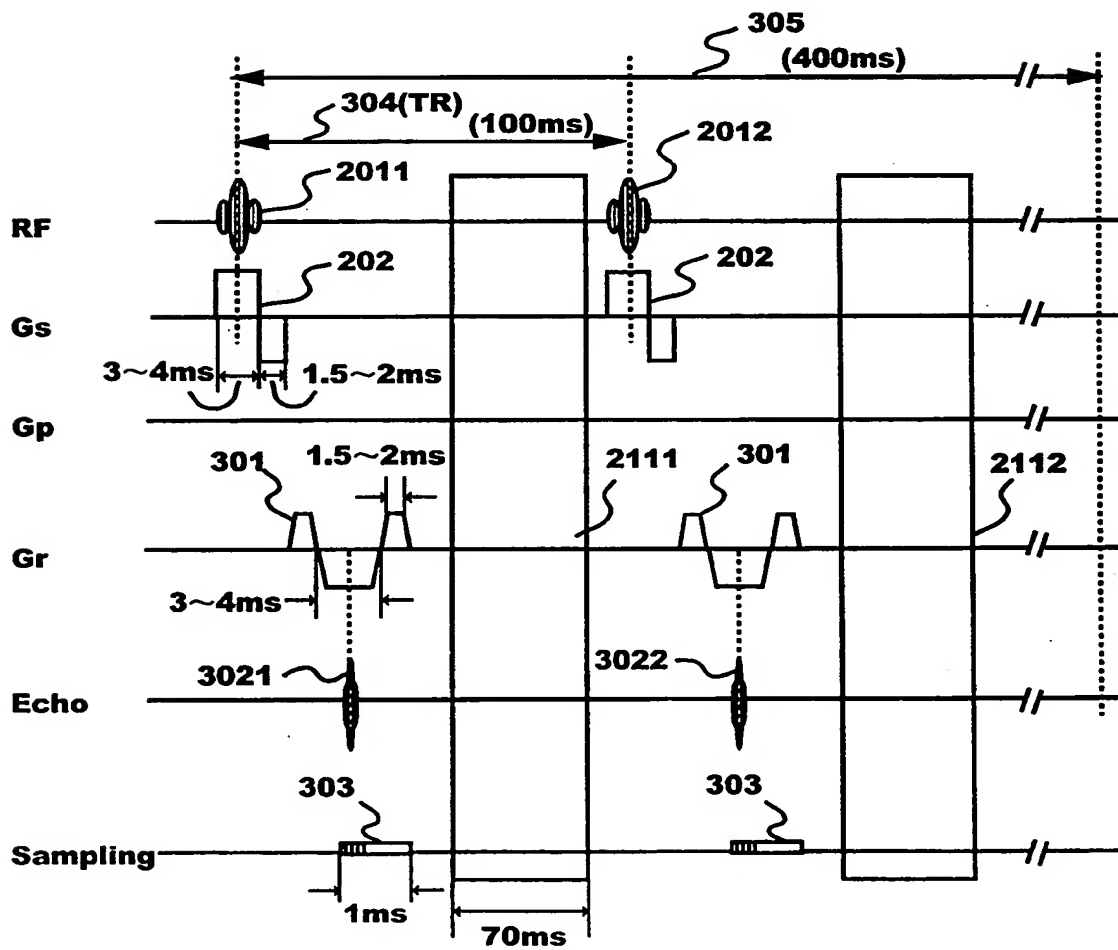 305
(400ms)
304(TR)
(100ms)
2012
2011
RF
202
202
Gs
3~4ms
1.5~2ms
Gp
301
1.5~2ms
2111
301
2112
Gr
3~4ms
3021
3022
Echo
303
303
Sampling
1ms
70ms